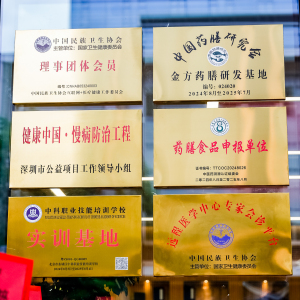 中国民族卫生协会
主管单位：国家卫生健康委员会
理事团体会员
健康中国·慢病防治工程
深圳市公益项目工作领导小组
中科职业技能培训学校
实训基地
中国药膳研究会
金方药膳研发基地
编号：024020
2024年8月至2025年7月
药膳食品申报单位
远程医学中心专家会诊平台
中国民族卫生协会
主管单位：国家卫生健康委员会